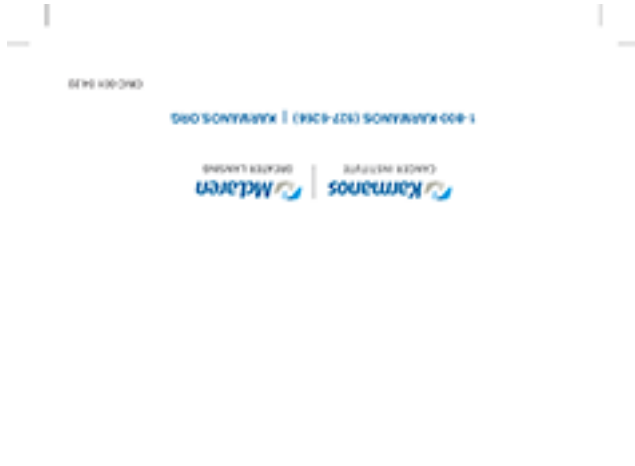 Karmanos | McLaren
CANCER INSTITUTE GREATER LANSING
1-800-KARMANOS (527-6266) | KARMANOS.ORG